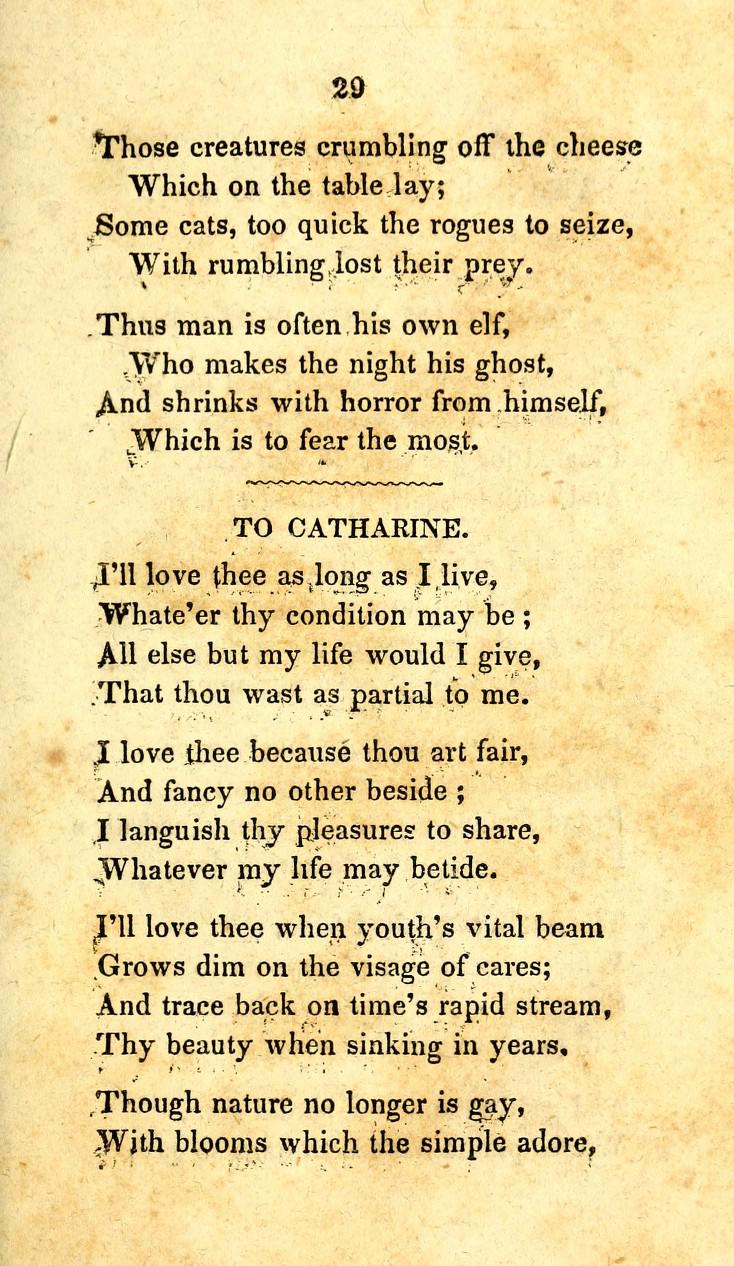 29
Those creatures crumbling off the cheese
Which on the table lay;
Some cats, too quick the rogues to seize,
With rumbling lost their prey.
Thus man is often his own elf,
Who makes the night his ghost,
And shrinks with horror from himself,
Which is to fear the most.
TO CATHARINE.
I'll love thee as long as I live,
Whate'er thy condition may be ;
All else but my life would I give,
That thou wast as partial to me.
I love thee because thou art fair,
And fancy no other beside ;
I languish thy pleasures to share,
Whatever my life may betide.
I'll love thee when youth's vital beam
Grows dim on the visage of cares;
And trace back on time's rapid stream,
Thy beauty when sinking in years.
Though nature no longer is gay,
With blooms which the simple adore,